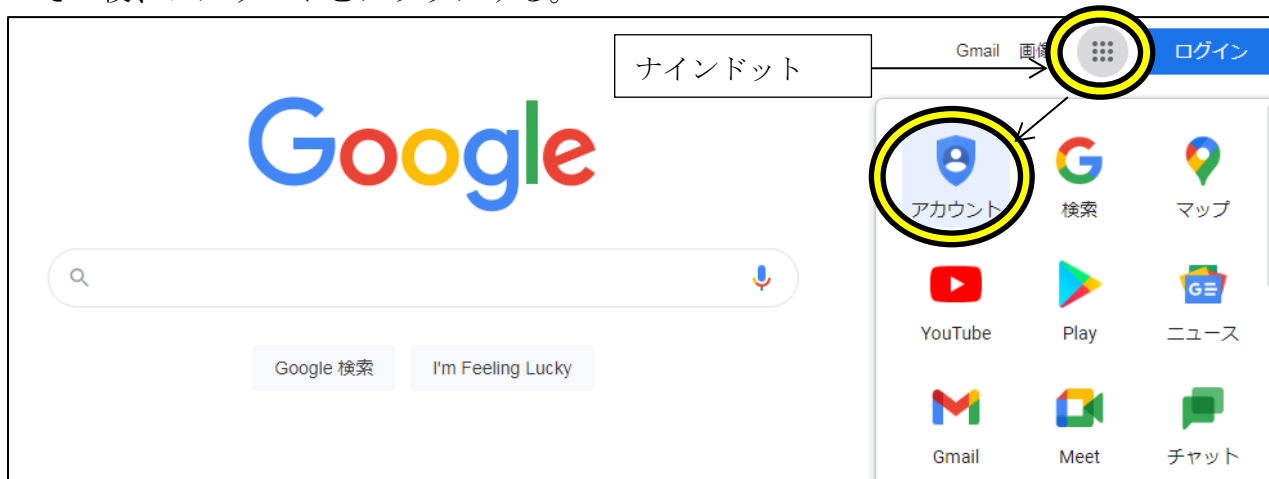 ナインドット
Gmail 画像
ログイン
Google
アカウント 検索 マップ
YouTube Play ニュース
Google 検索 I'm Feeling Lucky
Gmail Meet チャット